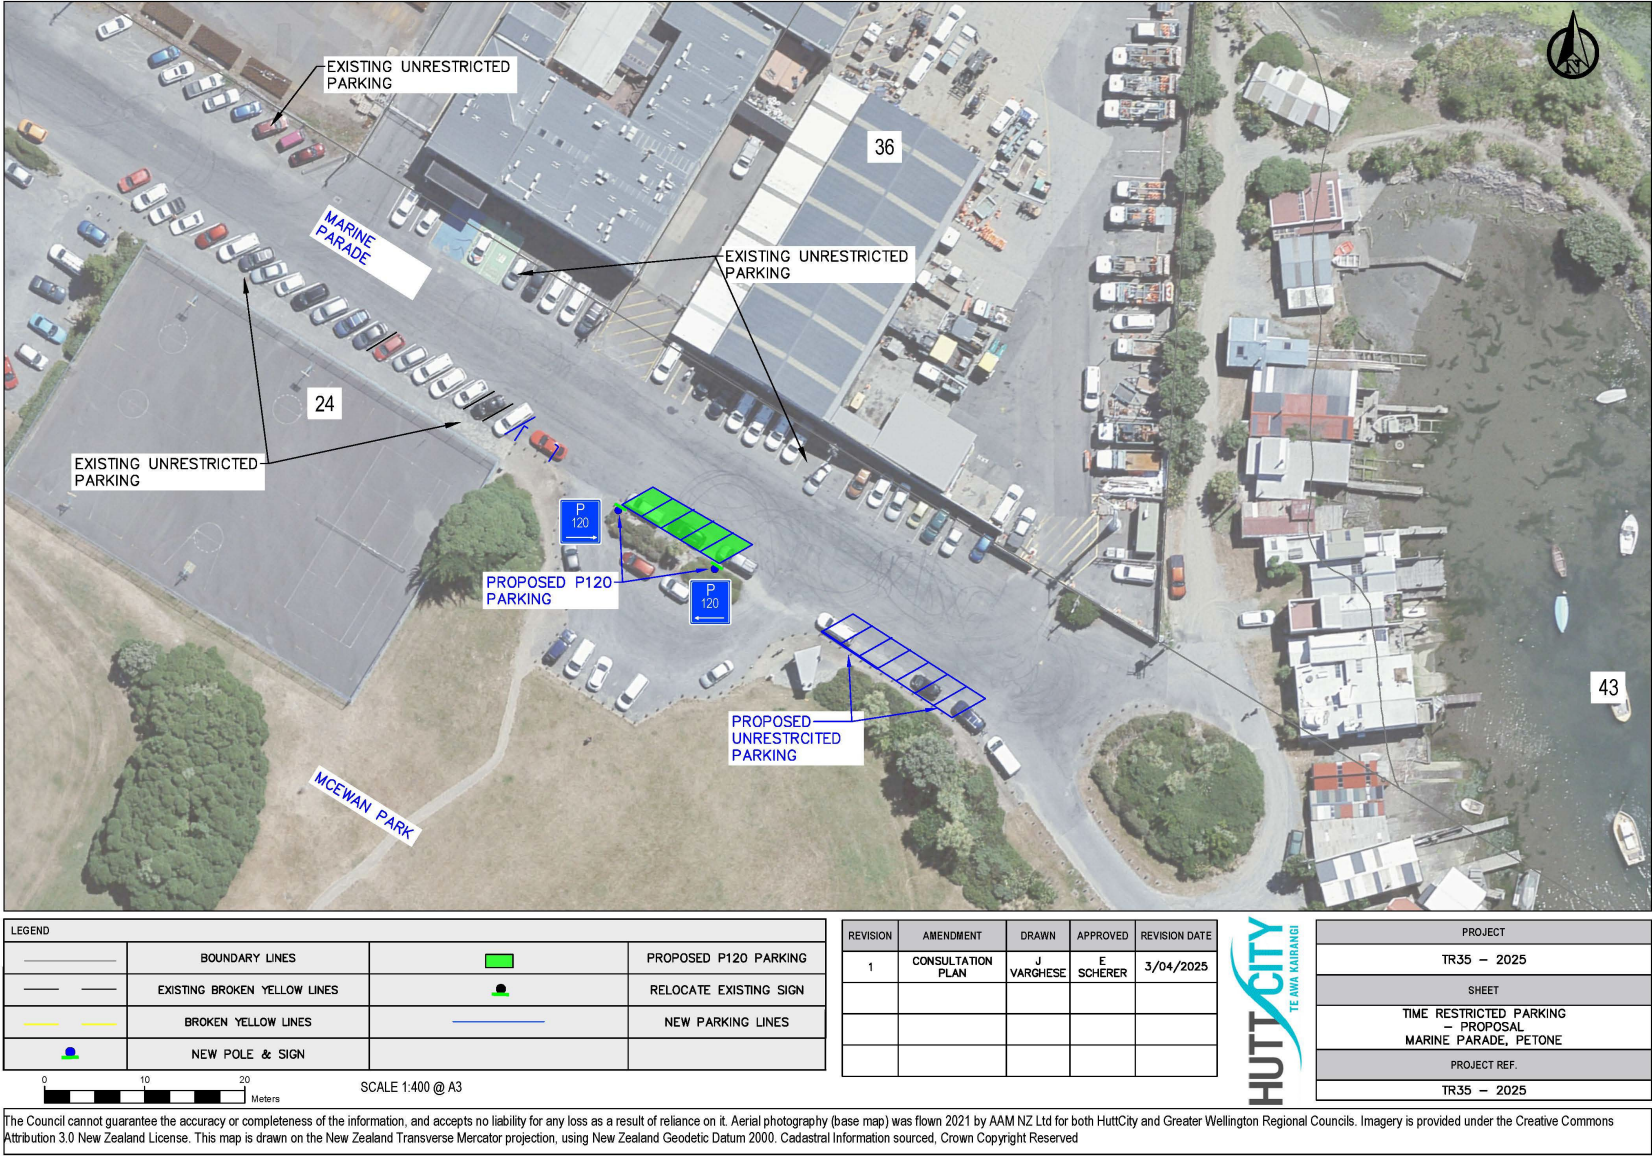 EXISTING UNRESTRICTED
PARKING
36
MARINE
PARADE
EXISTING UNRESTRICTED
PARKING
24
EXISTING UNRESTRICTED
PARKING
P
120
PROPOSED P120
PARKING
P
120
43
PROPOSED
UNRESTRCITED
PARKING
MCEWAN PARK
N
LEGEND
BOUNDARY LINES
PROPOSED P120 PARKING
EXISTING BROKEN YELLOW LINES
RELOCATE EXISTING SIGN
BROKEN YELLOW LINES
NEW PARKING LINES
NEW POLE & SIGN
0 10 20
Meters
SCALE 1:400 @ A3
REVISION AMENDMENT DRAWN APPROVED REVISION DATE
1 CONSULTATION PLAN J VARGHESE E SCHERER 3/04/2025
HUTT CITY
TE AWA KAIRANGI
PROJECT
TR35 - 2025
SHEET
TIME RESTRICTED PARKING
- PROPOSAL
MARINE PARADE, PETONE
PROJECT REF.
TR35 - 2025
The Council cannot guarantee the accuracy or completeness of the information, and accepts no liability for any loss as a result of reliance on it. Aerial photography (base map) was flown 2021 by AAM NZ Ltd for both HuttCity and Greater Wellington Regional Councils. Imagery is provided under the Creative Commons
Attribution 3.0 New Zealand License. This map is drawn on the New Zealand Transverse Mercator projection, using New Zealand Geodetic Datum 2000. Cadastral Information sourced, Crown Copyright Reserved